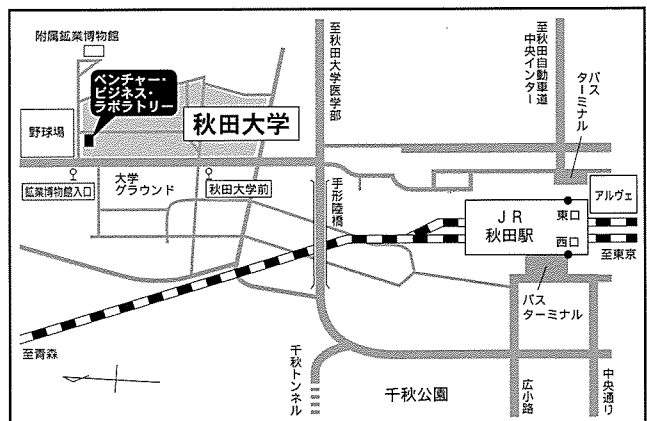 附属鉱業博物館
ベンチャー・
ビジネス・
ラボラトリー
野球場
秋田大学
至秋田大学医学部
至秋田自動車道
中央インター
バス
ターミナル
鉱業博物館入口
大学
グラウンド
秋田大学前
手形陸橋
アルヴェ
JR
秋田駅
東口
西口
至東京
バス
ターミナル
至青森
千秋トンネル
千秋公園
広小路
中央通り